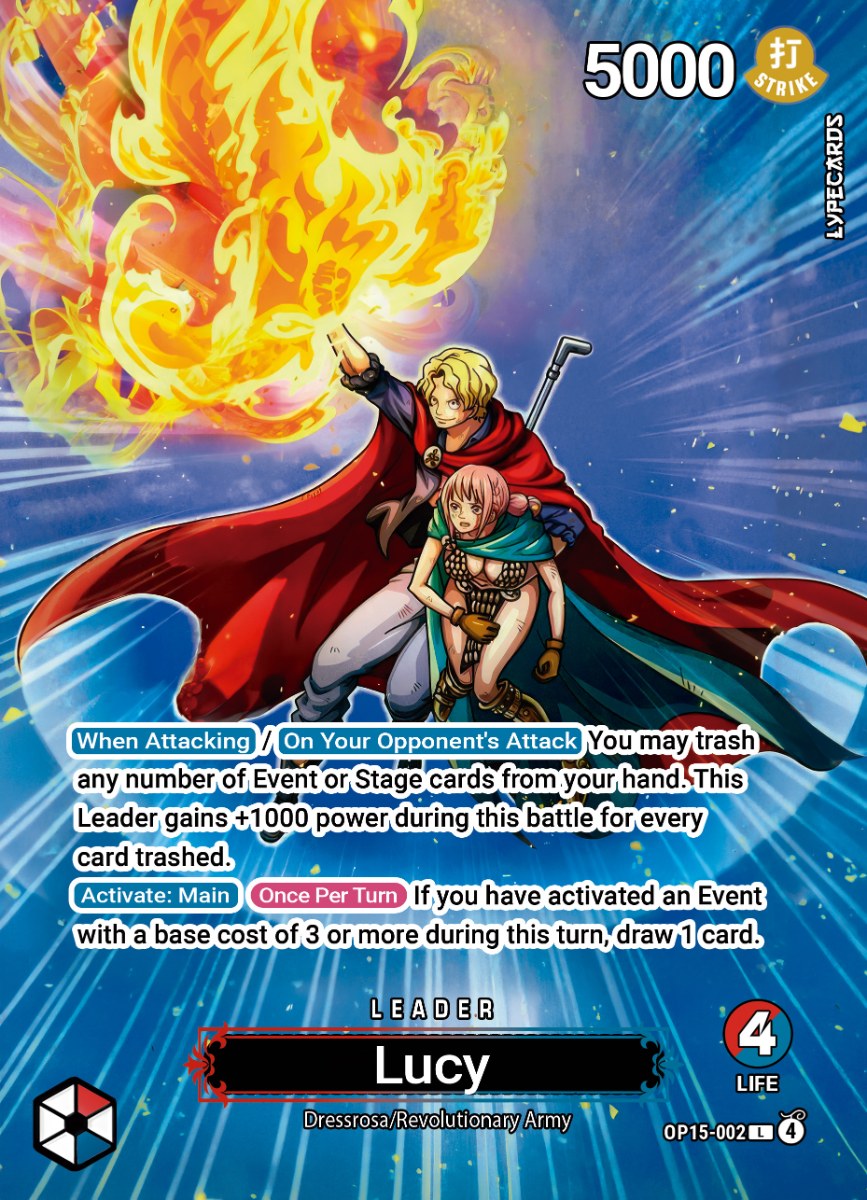 5000
打
STRIKE
LYPECARDS
When Attacking / On Your Opponent's Attack You may trash
any number of Event or Stage cards from your hand. This
Leader gains +1000 power during this battle for every
card trashed.
Activate: Main Once Per Turn If you have activated an Event
with a base cost of 3 or more during this turn, draw 1 card.
LEADER
Lucy
4
LIFE
Dressrosa/Revolutionary Army
OP15-002 L 4